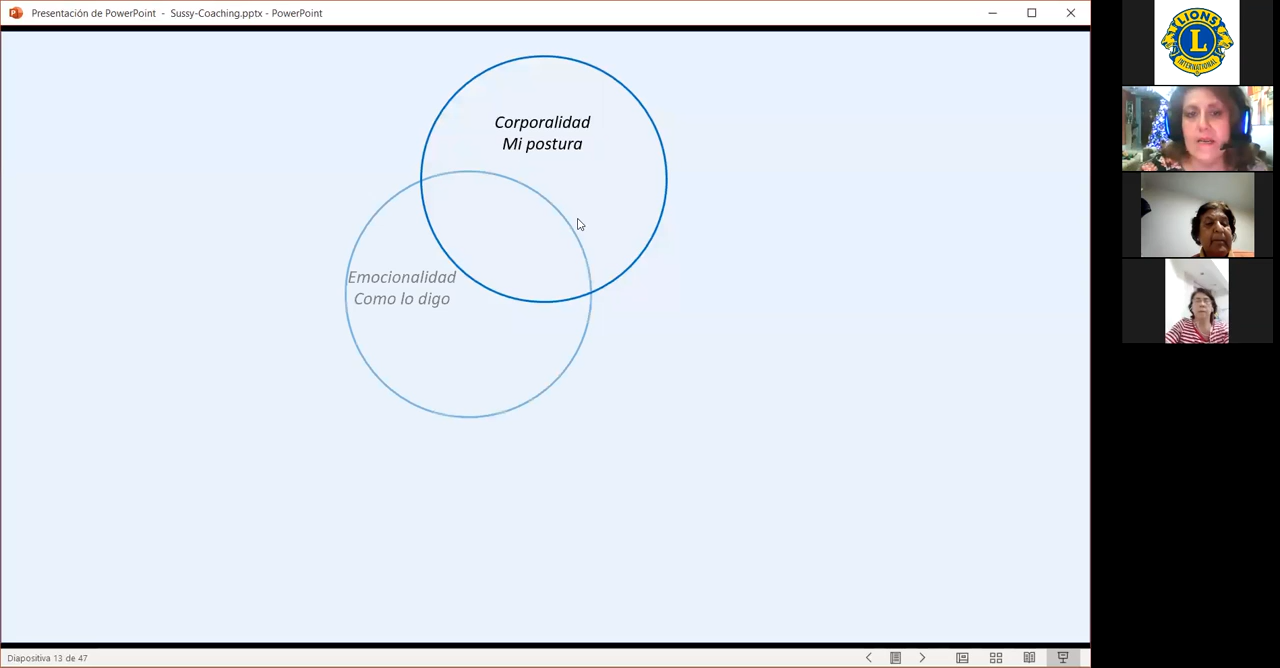 Presentación de PowerPoint - Sussy-Coaching.pptx - PowerPoint
LIONS
L
INTERNATIONAL
Corporalidad
Mi postura
Emocionalidad
Como lo digo
Diapositiva 13 de 47